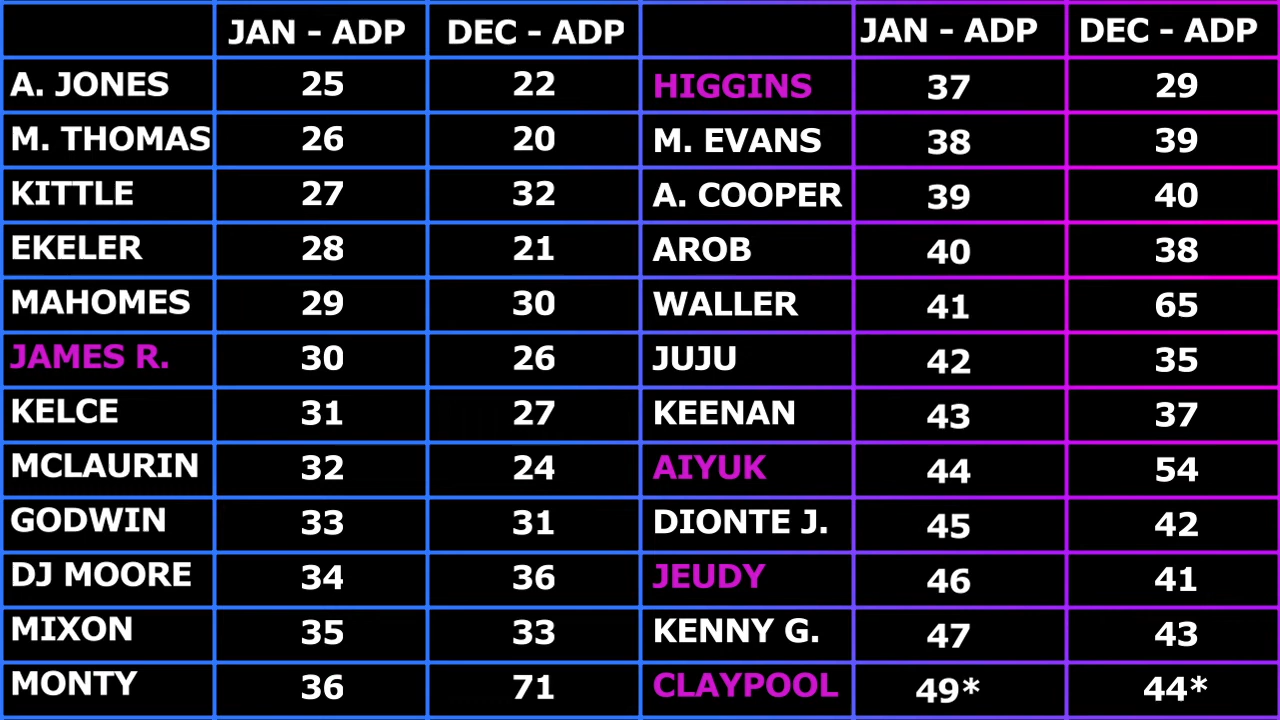 JAN - ADP DEC - ADP JAN - ADP DEC - ADP
A. JONES 25 22 HIGGINS 37 29
M. THOMAS 26 20 M. EVANS 38 39
KITTLE 27 32 A. COOPER 39 40
EKELER 28 21 AROB 40 38
MAHOMES 29 30 WALLER 41 65
JAMES R. 30 26 JUJU 42 35
KELCE 31 27 KEENAN 43 37
MCLAURIN 32 24 AIYUK 44 54
GODWIN 33 31 DIONTE J. 45 42
DJ MOORE 34 36 JEUDY 46 41
MIXON 35 33 KENNY G. 47 43
MONTY 36 71 CLAYPOOL 49* 44*